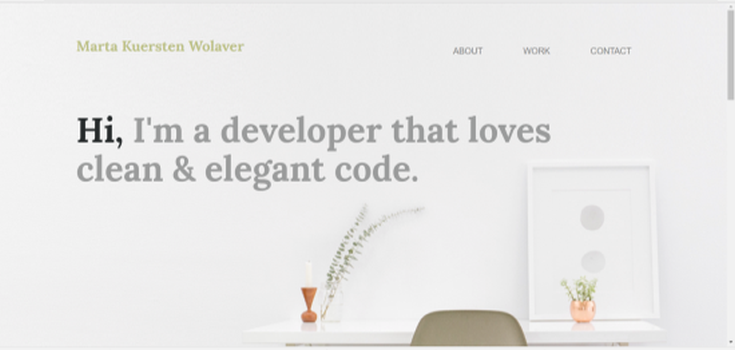 Marta Kuersten Wolaver
ABOUT WORK CONTACT
Hi, I'm a developer that loves
clean & elegant code.